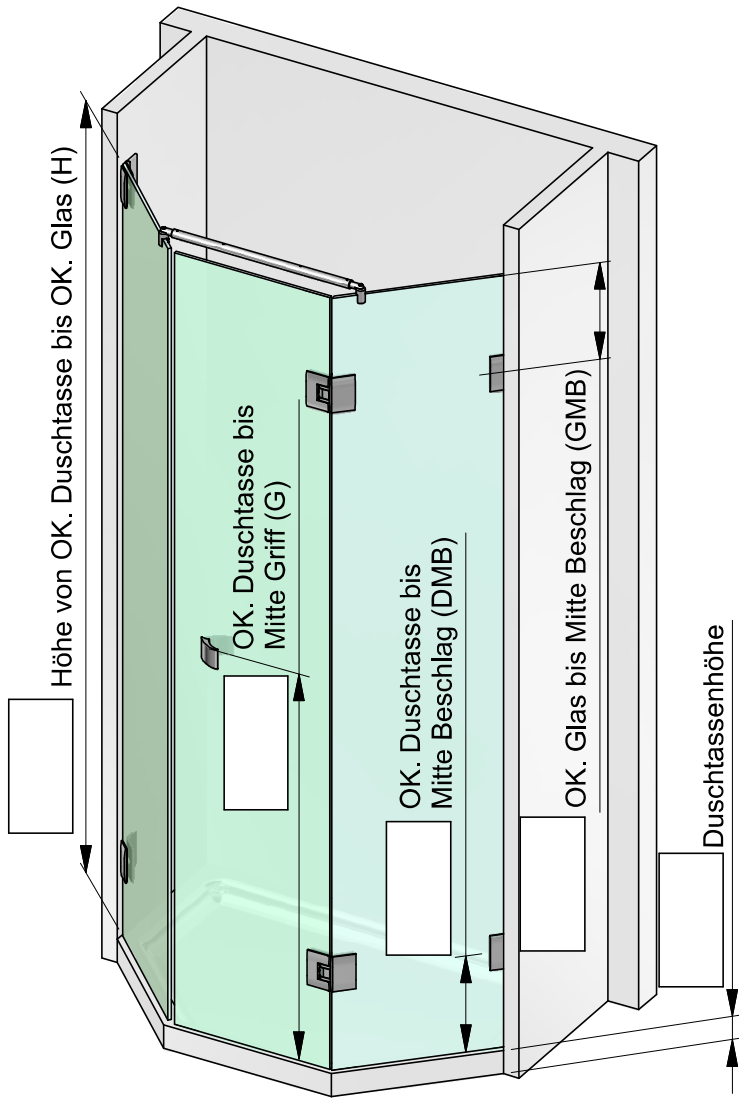 Höhe von OK. Duschtasse bis OK. Glas (H)
OK. Duschtasse bis
Mitte Griff (G)
OK. Duschtasse bis
Mitte Beschlag (DMB)
OK. Glas bis Mitte Beschlag (GMB)
Duschtassenhöhe